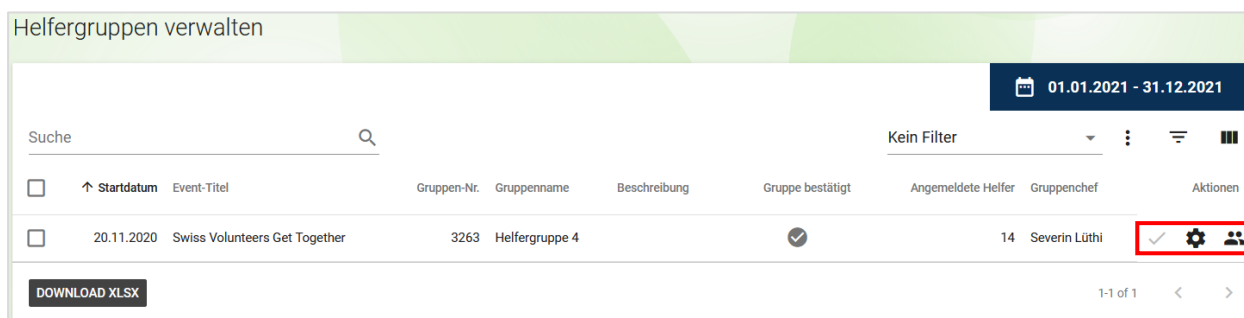 Helfergruppen verwalten
01.01.2021 - 31.12.2021
Suche Kein Filter
Startdatum Event-Titel Gruppen-Nr. Gruppenname Beschreibung Gruppe bestätigt Angemeldete Helfer Gruppenchef Aktionen
20.11.2020 Swiss Volunteers Get Together 3263 Helfergruppe 4 14 Severin Lüthi
DOWNLOAD XLSX 1-1 of 1